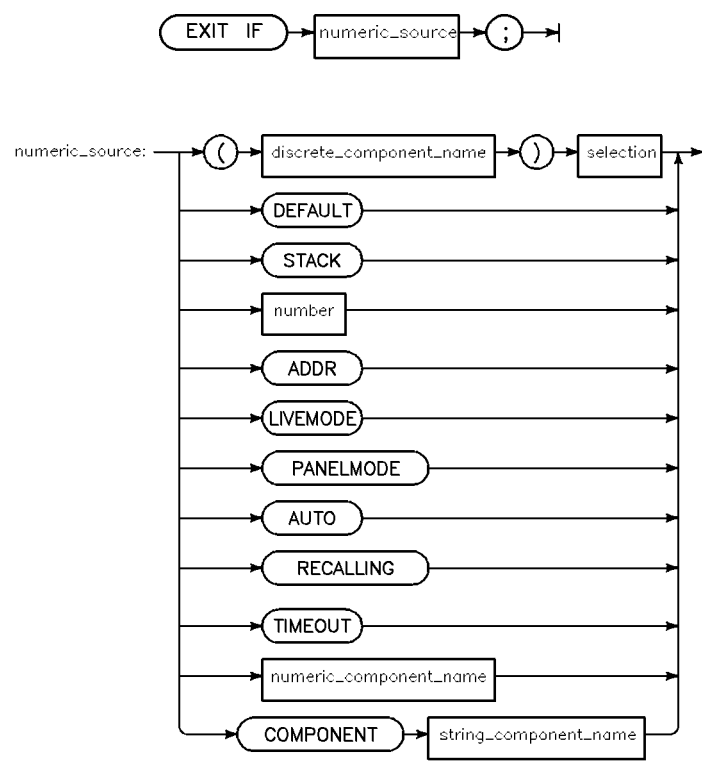 EXIT IF numeric_source ;
numeric_source: ( discrete_component_name ) selection
DEFAULT
STACK
number
ADDR
LIVEMODE
PANELMODE
AUTO
RECALLING
TIMEOUT
numeric_component_name
COMPONENT string_component_name